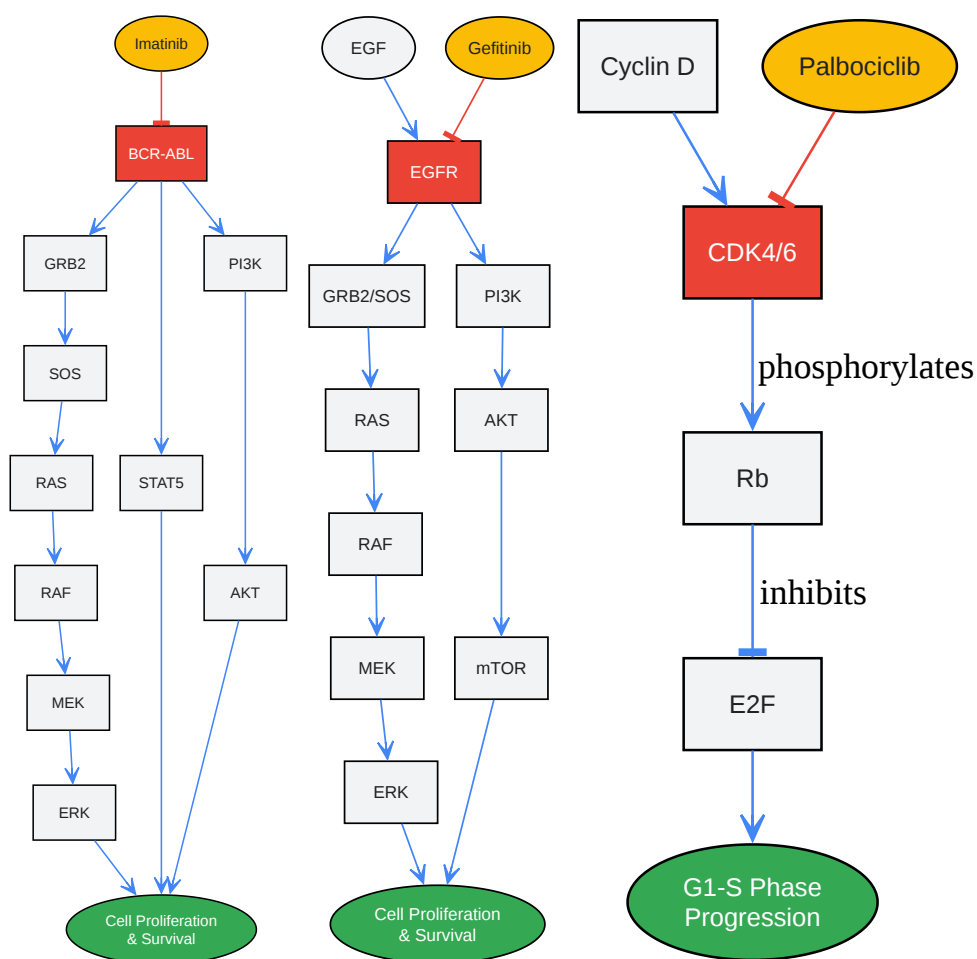 Imatinib
BCR-ABL
GRB2
PI3K
SOS
RAS
STAT5
RAF
AKT
MEK
ERK
Cell Proliferation
& Survival
EGF
Gefitinib
EGFR
GRB2/SOS
PI3K
RAS
AKT
RAF
MEK
mTOR
ERK
Cell Proliferation
& Survival
Cyclin D
Palbociclib
CDK4/6
phosphorylates
Rb
inhibits
E2F
G1-S Phase
Progression